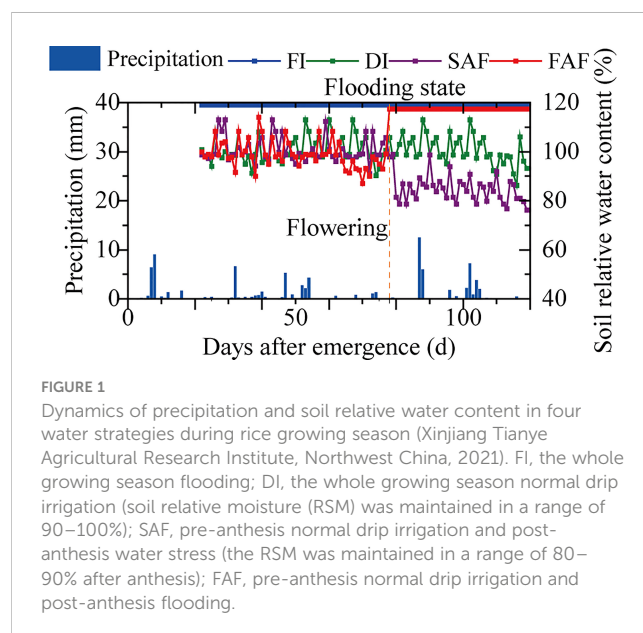 Precipitation FI DI SAF FAF
Flooding state
40
30
20
10
0
Precipitation (mm)
120
100
80
60
40
Soil relative water content (%)
Flowering
0 50 100
Days after emergence (d)
FIGURE 1
Dynamics of precipitation and soil relative water content in four
water strategies during rice growing season (Xinjiang Tianye
Agricultural Research Institute, Northwest China, 2021). FI, the whole
growing season flooding; DI, the whole growing season normal drip
irrigation (soil relative moisture (RSM) was maintained in a range of
90–100%); SAF, pre-anthesis normal drip irrigation and post-
anthesis water stress (the RSM was maintained in a range of 80–
90% after anthesis); FAF, pre-anthesis normal drip irrigation and
post-anthesis flooding.